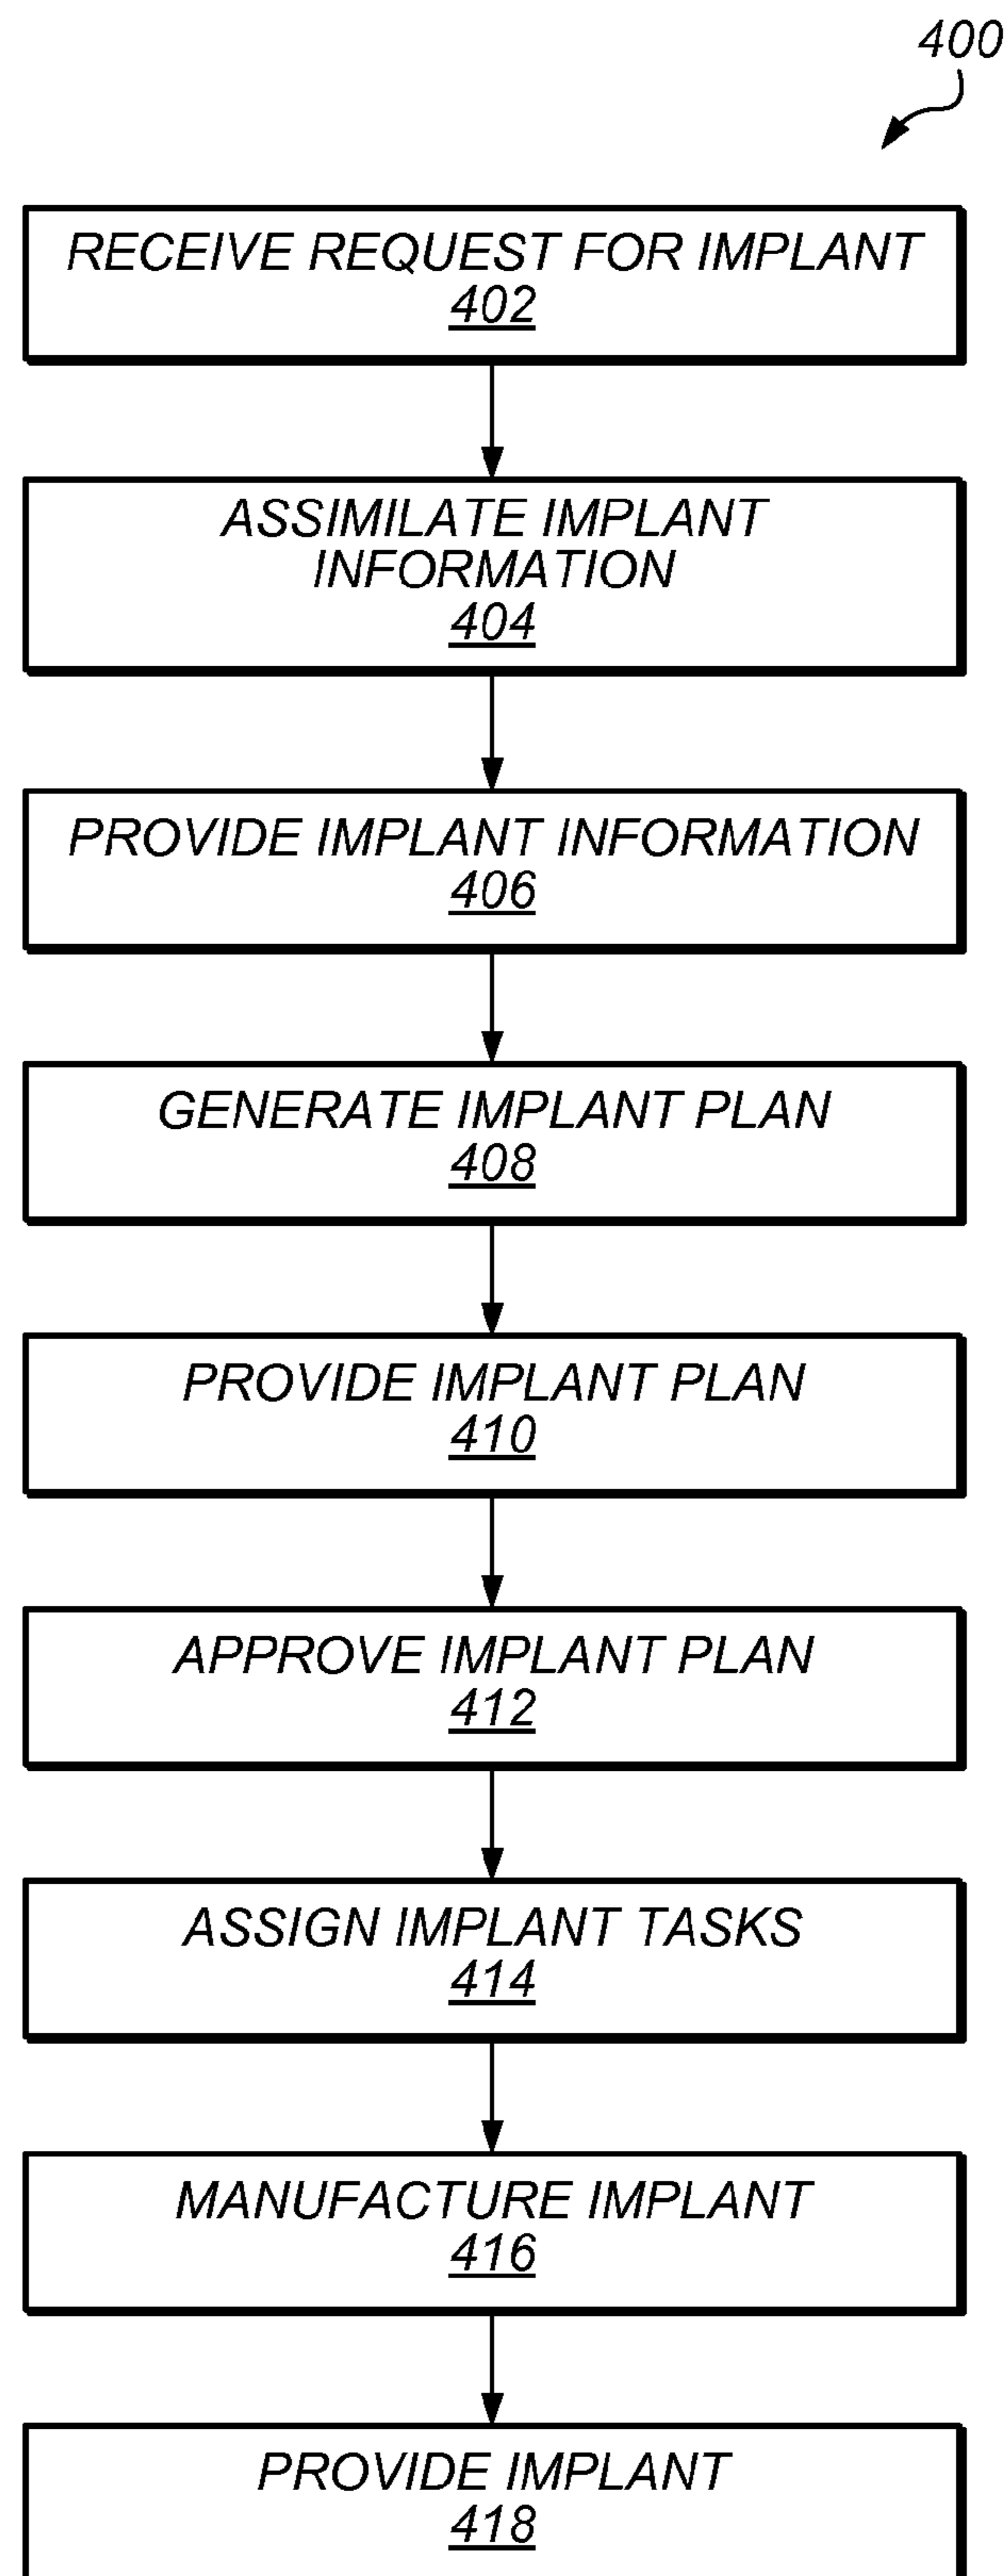 400
RECEIVE REQUEST FOR IMPLANT
402
ASSIMILATE IMPLANT
INFORMATION
404
PROVIDE IMPLANT INFORMATION
406
GENERATE IMPLANT PLAN
408
PROVIDE IMPLANT PLAN
410
APPROVE IMPLANT PLAN
412
ASSIGN IMPLANT TASKS
414
MANUFACTURE IMPLANT
416
PROVIDE IMPLANT
418